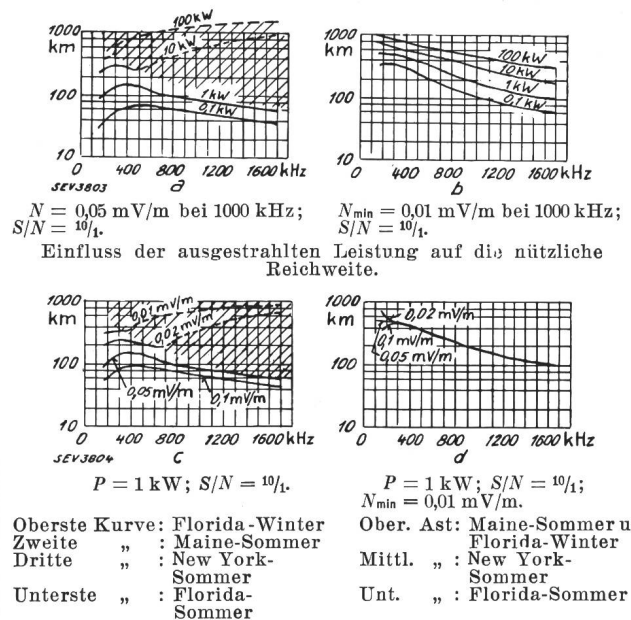 1000
km
100
10
0 400 800 1600 kHz
100 kW
10 kW
1 kW
0,1 kW
SEV3803
a
1000
km
100
10
0 400 800 1200 1600 kHz
100 kW
10 kW
1 kW
0,1 kW
b
N = 0,05 mV/m bei 1000 kHz;
S/N = 10/1.
Nmin = 0,01 mV/m bei 1000 kHz;
S/N = 10/1.
Einfluss der ausgestrahlten Leistung auf die nützliche
Reichweite.
1000
km
100
10
0 400 800 1200 1600 kHz
0,01 mV/m
0,02 mV/m
0,05 mV/m
0,1 mV/m
SEV3804
c
1000
km
100
10
0 400 800 1200 1600 kHz
0,02 mV/m
0,1 mV/m
0,05 mV/m
d
P = 1 kW; S/N = 10/1.
P = 1 kW; S/N = 10/1;
Nmin = 0,01 mV/m.
Oberste Kurve: Florida-Winter
Zweite „ : Maine-Sommer
Dritte „ : New York-
Sommer
Unterste „ : Florida-
Sommer
Ober. Ast: Maine-Sommer u
Florida-Winter
Mittl. „ : New York-
Sommer
Unt. „ : Florida-Sommer